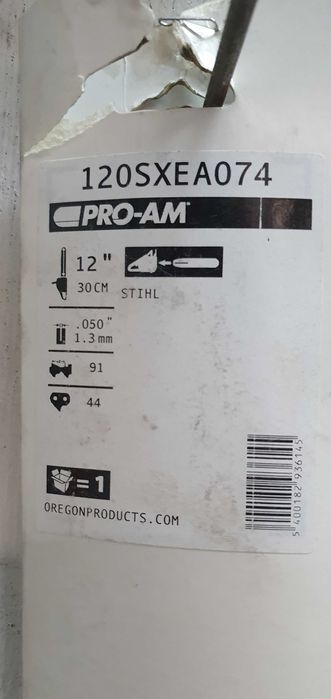 120SXEA074
PRO-AM
12"
30CM
STIHL
.050"
1.3mm
91
44
=1
OREGONPRODUCTS.COM
5 400182 936145